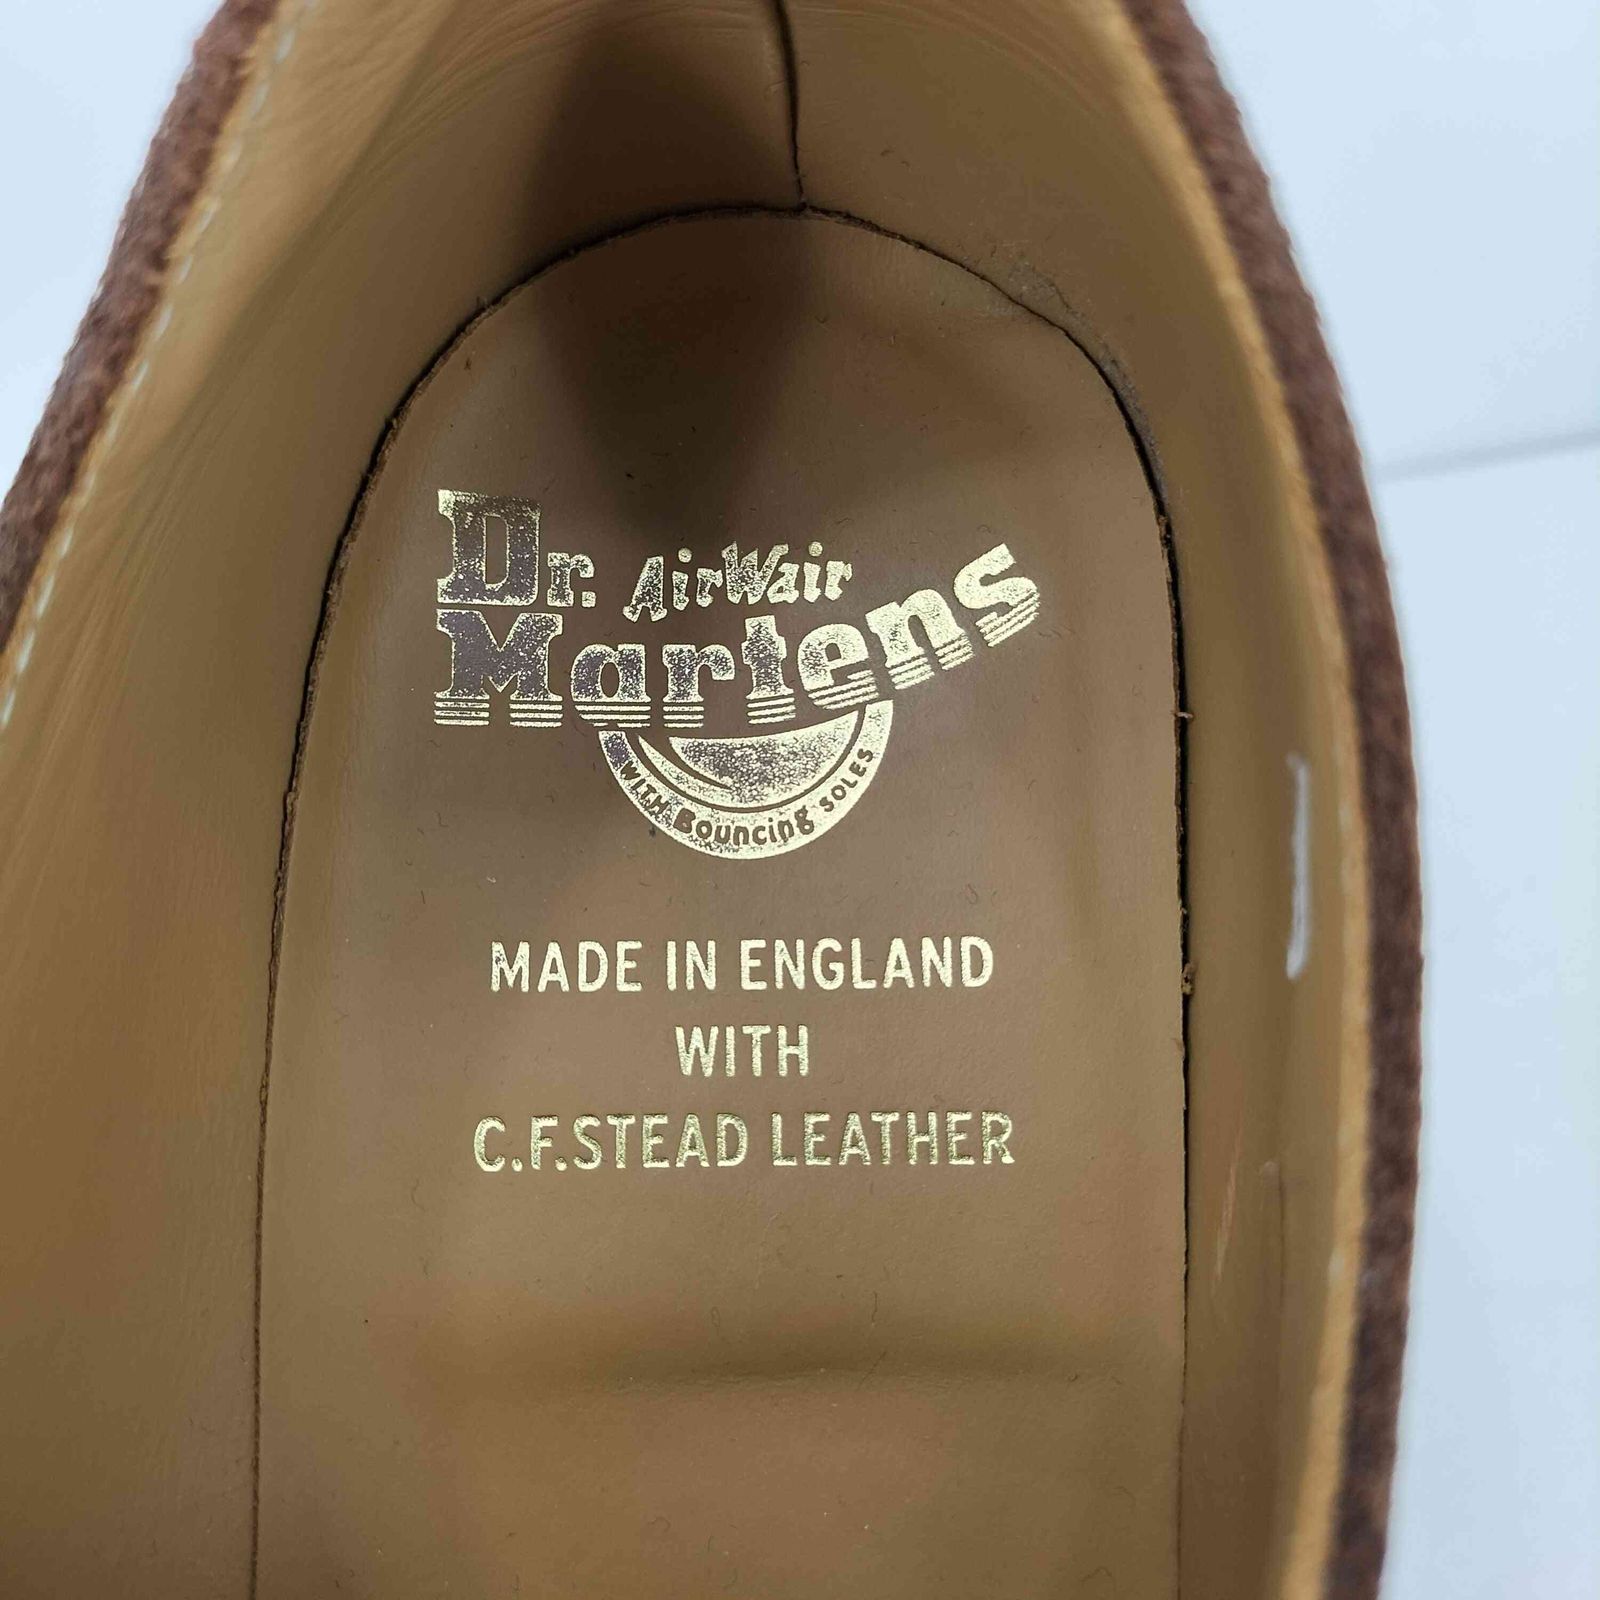 Dr. AirWair
Martens
WITH Bouncing SOLES
MADE IN ENGLAND
WITH
C.F.STEAD LEATHER